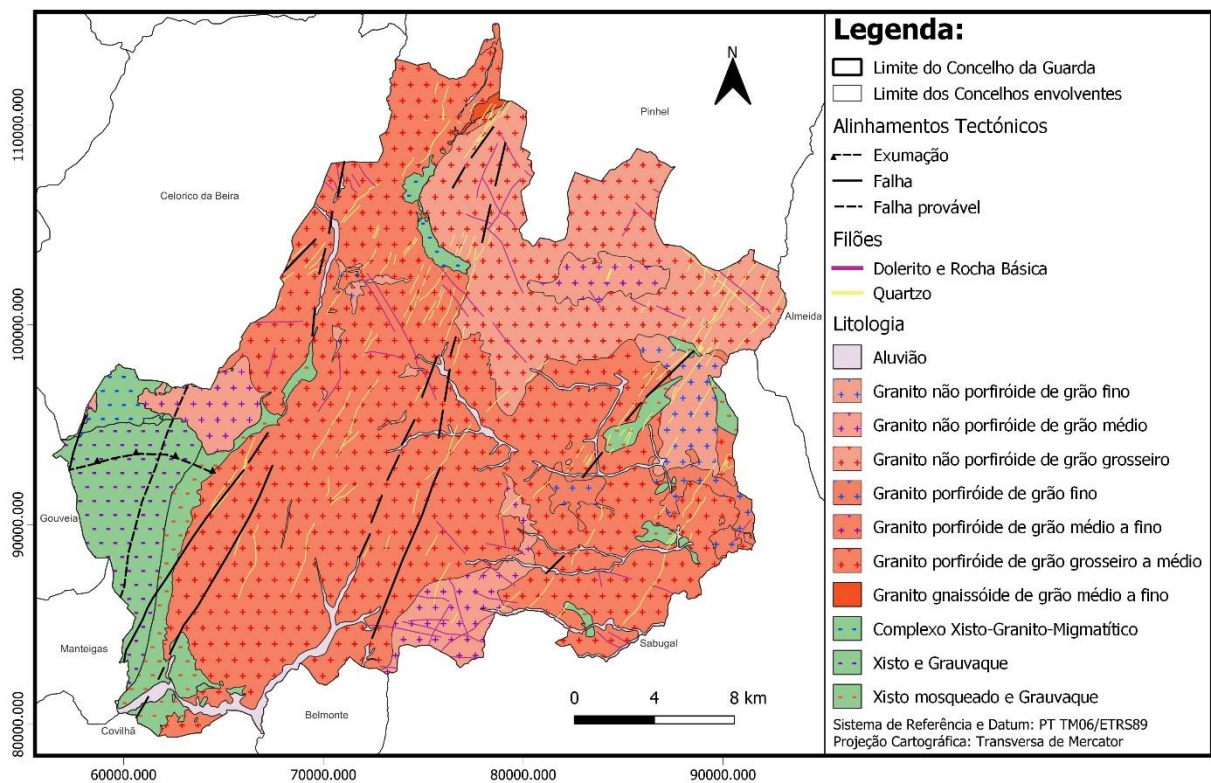 Legenda:
Limite do Concelho da Guarda
Limite dos Concelhos envolventes
Alinhamentos Tectónicos
Exumação
Falha
Falha provável
Filões
Dolerito e Rocha Básica
Quartzo
Litologia
Aluvião
Granito não porfiróide de grão fino
Granito não porfiróide de grão médio
Granito não porfiróide de grão grosseiro
Granito porfiróide de grão fino
Granito porfiróide de grão médio a fino
Granito porfiróide de grão grosseiro a médio
Granito gnaissóide de grão médio a fino
Complexo Xisto-Granito-Migmatítico
Xisto e Grauvaque
Xisto mosqueado e Grauvaque
Sistema de Referência e Datum: PT TM06/ETRS89
Projeção Cartográfica: Transversa de Mercator
N
Pinhel
Celorico da Beira
Almeida
Gouveia
Manteigas
Sabugal
Belmonte
Covilhã
0 4 8 km
110000.000
100000.000
90000.000
80000.000
60000.000 70000.000 80000.000 90000.000